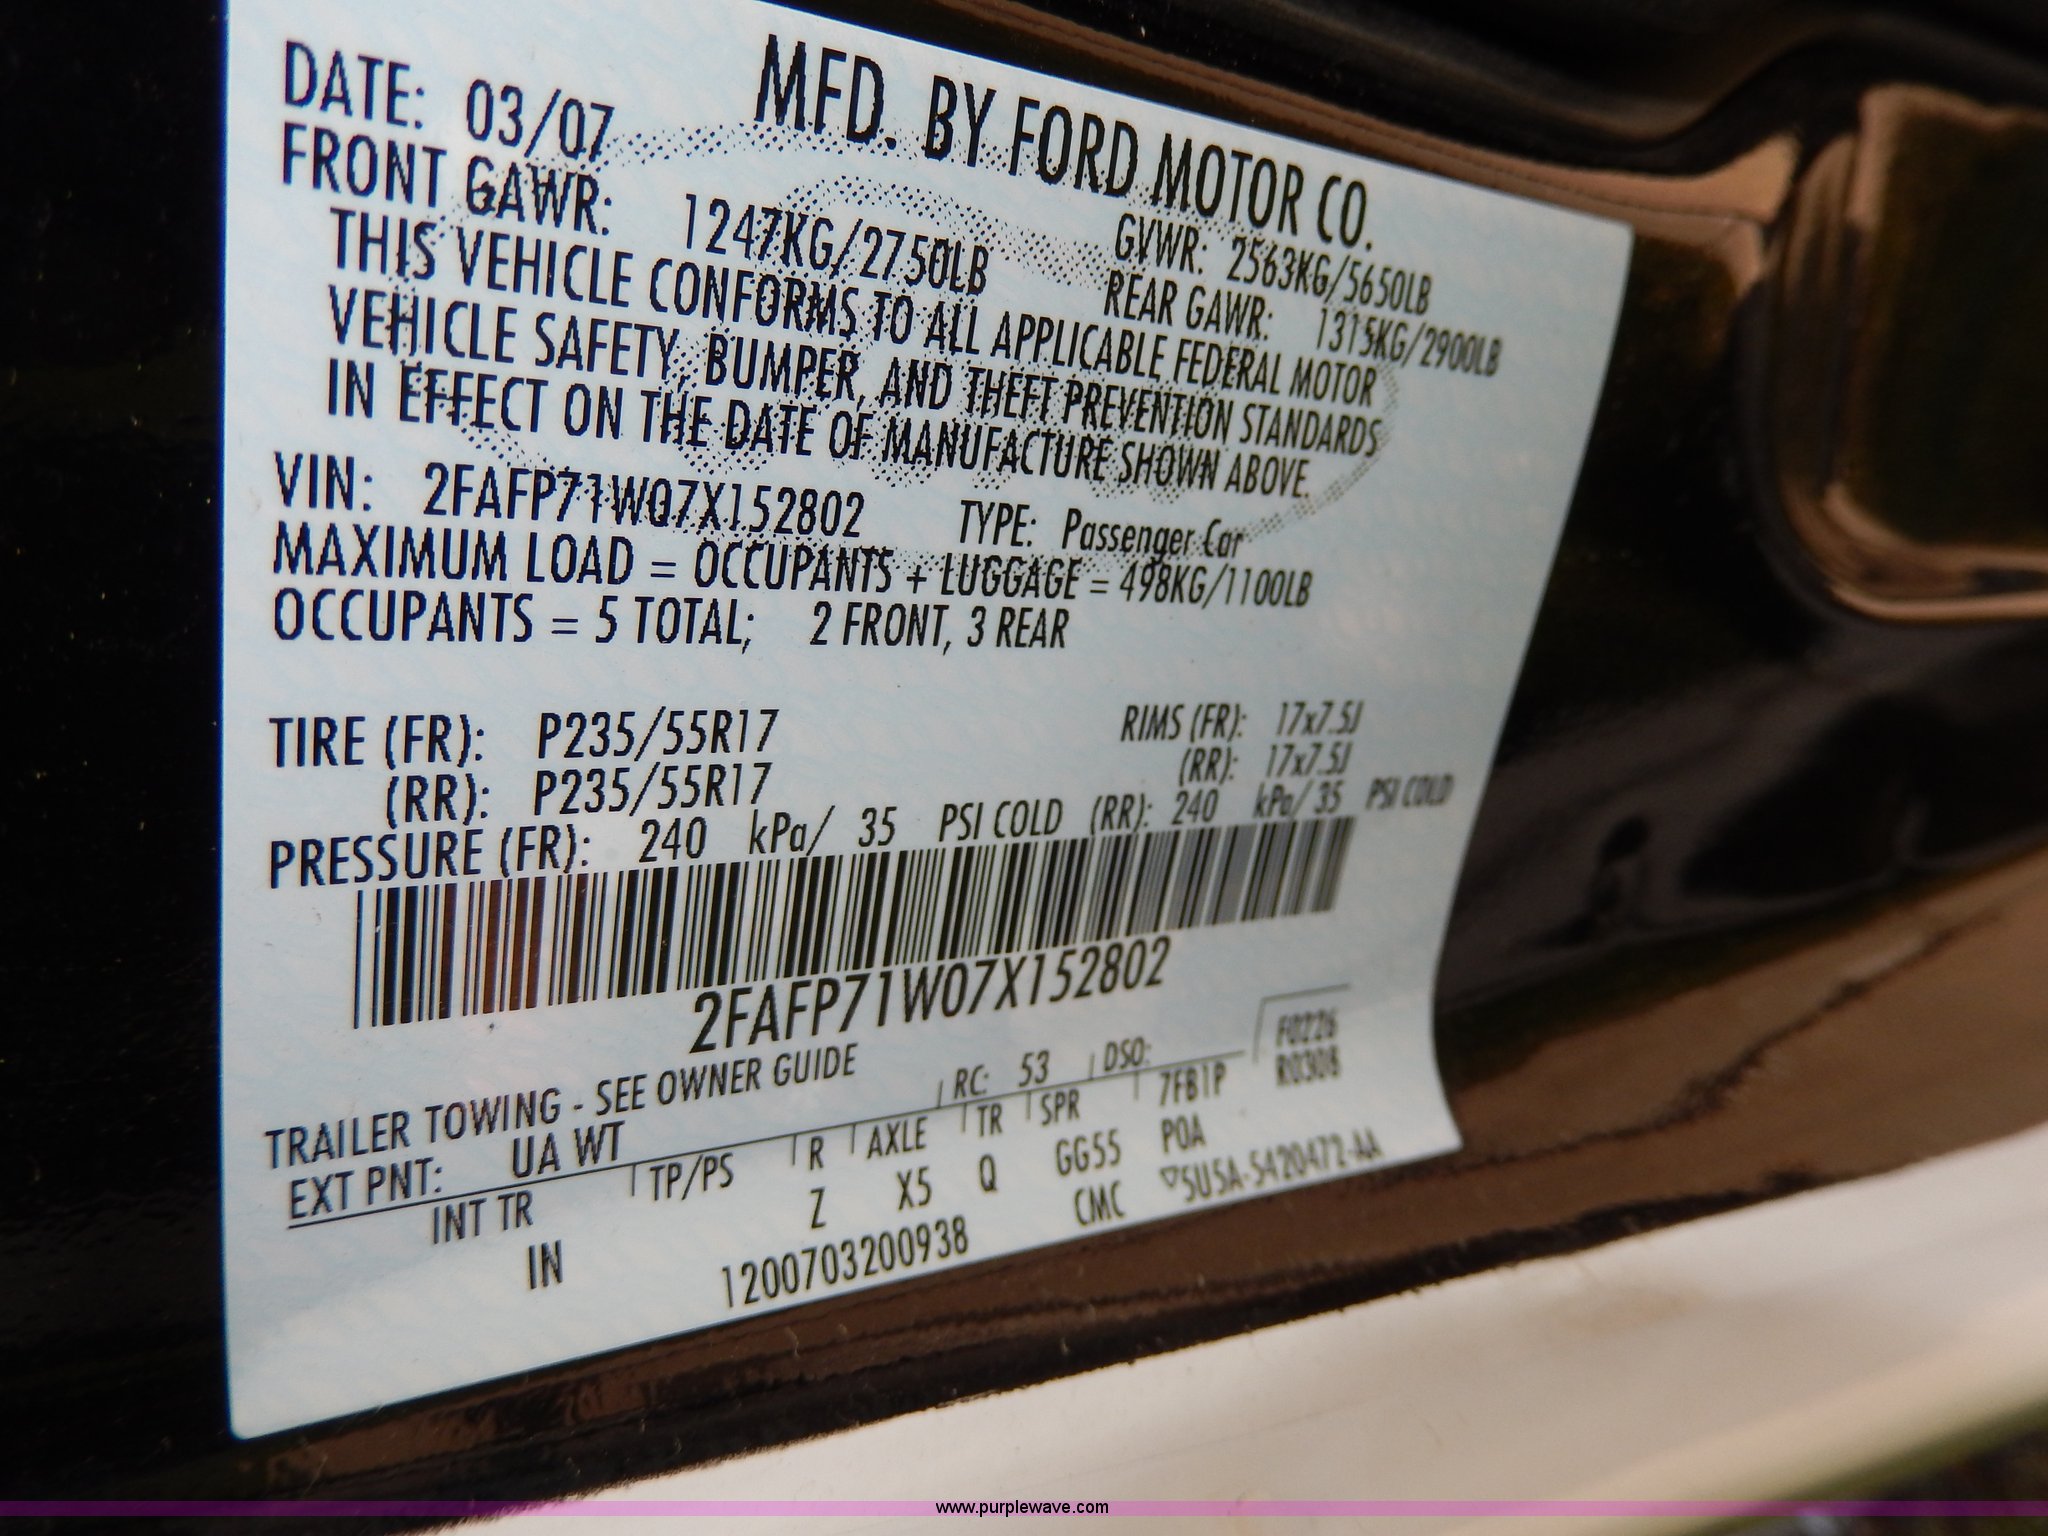 MFD. BY FORD MOTOR CO.
DATE: 03/07 GVWR: 2563KG/5650LB
FRONT GAWR: 1247KG/2750LB REAR GAWR: 1315KG/2900LB
THIS VEHICLE CONFORMS TO ALL APPLICABLE FEDERAL MOTOR
VEHICLE SAFETY, BUMPER, AND THEFT PREVENTION STANDARDS
IN EFFECT ON THE DATE OF MANUFACTURE SHOWN ABOVE.
VIN: 2FAFP71W07X152802 TYPE: Passenger Car
MAXIMUM LOAD = OCCUPANTS + LUGGAGE = 498KG/1100LB
OCCUPANTS = 5 TOTAL; 2 FRONT, 3 REAR
TIRE (FR): P235/55R17 RIMS (FR): 17x7.5J
(RR): P235/55R17 (RR): 17x7.5J
PRESSURE (FR): 240 kPa/ 35 PSI COLD (RR): 240 kPa/ 35 PSI COLD
2FAFP71W07X152802
TRAILER TOWING - SEE OWNER GUIDE F0226
EXT PNT: UA WT RC: 53 DSO: R0308
INT TR TP/PS R AXLE TR SPR 7FB1P
IN Z X5 Q GG55 POA
1200703200938 CMC ▽5U5A-5420472-AA
www.purplewave.com